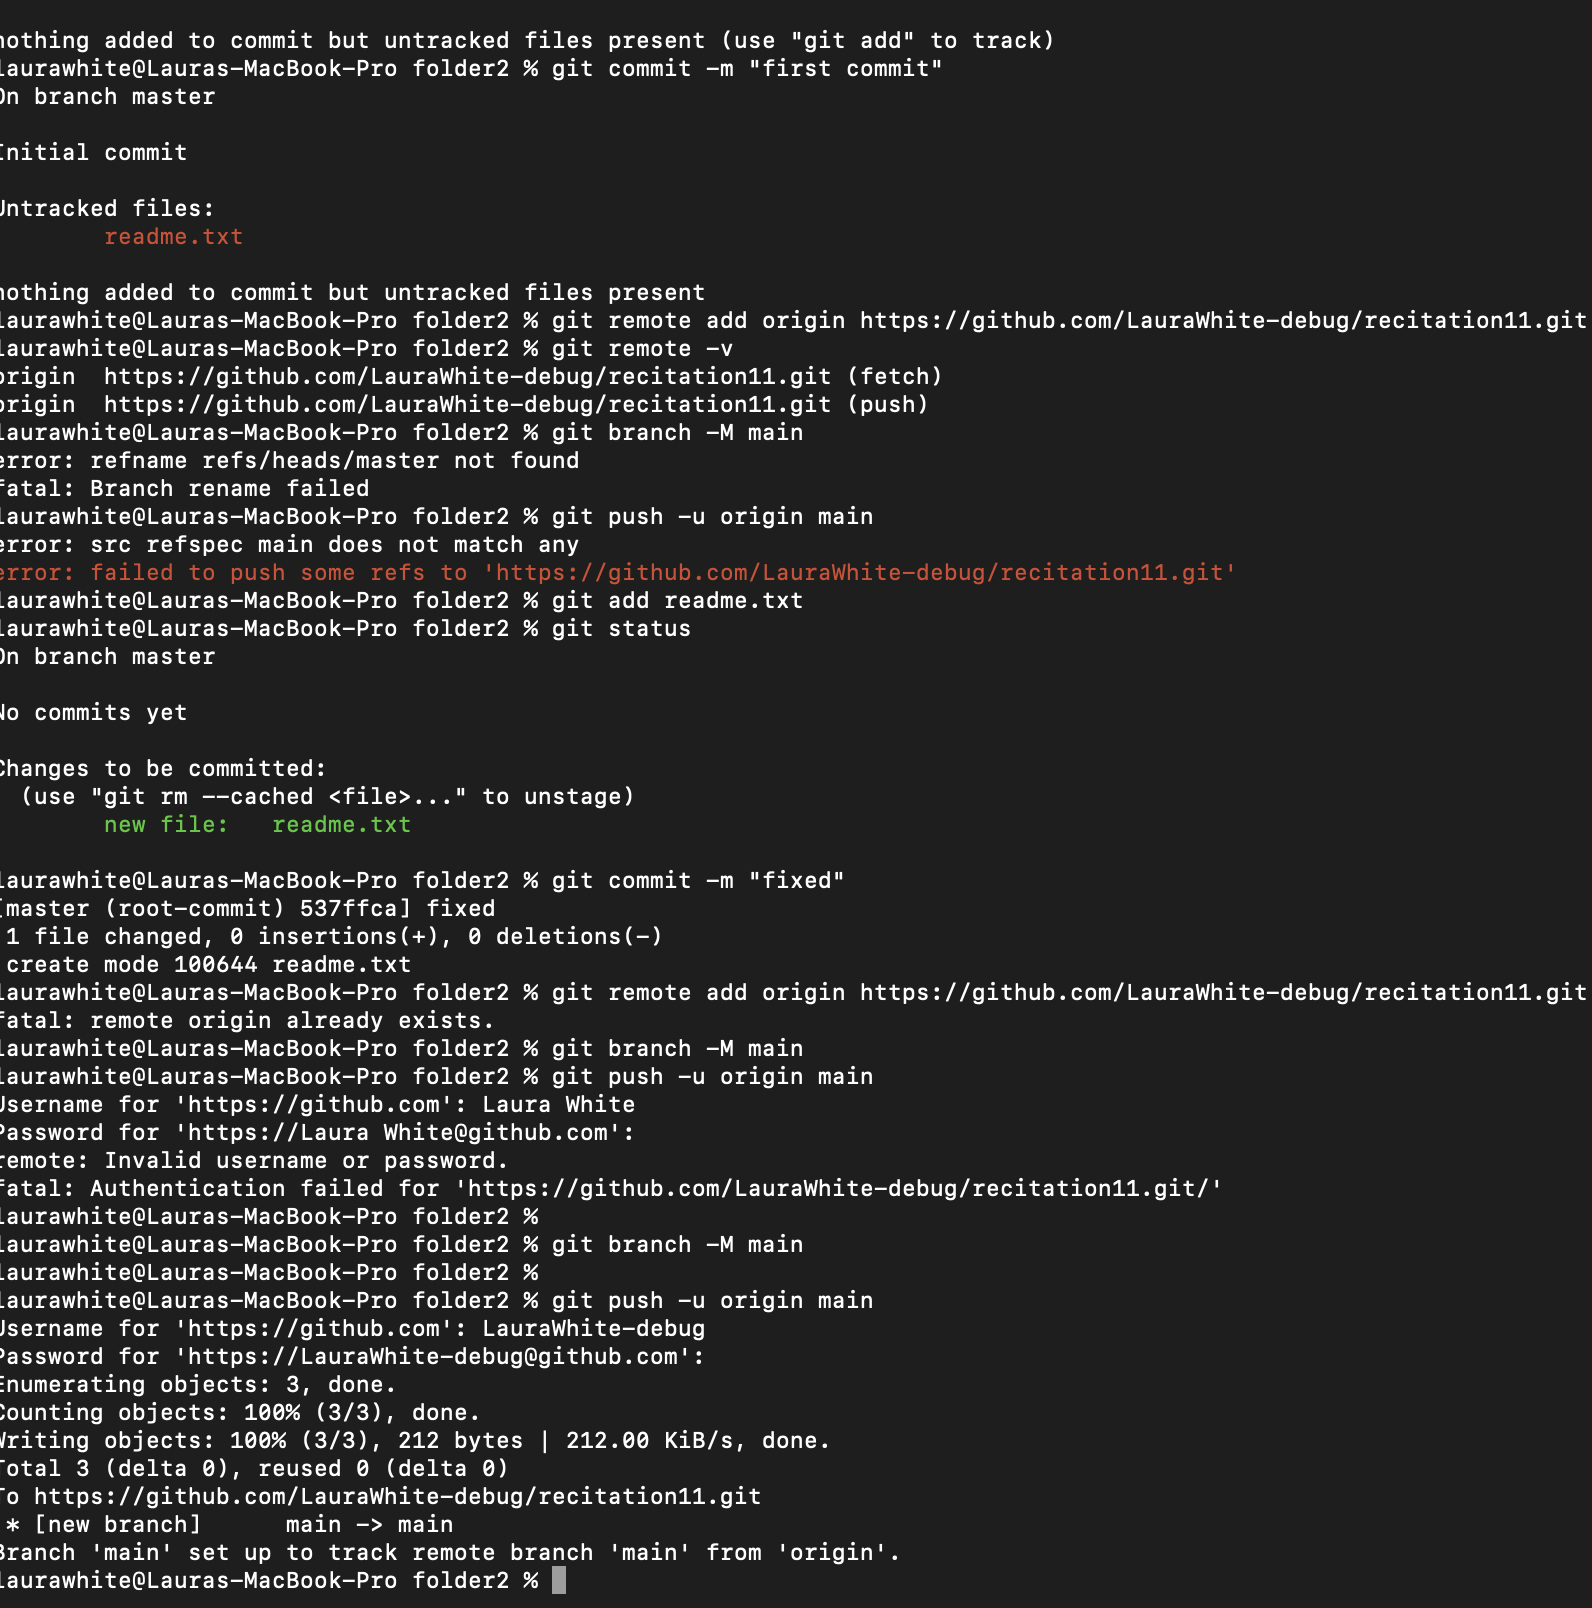 nothing added to commit but untracked files present (use "git add" to track)
laurawhite@Lauras-MacBook-Pro folder2 % git commit -m "first commit"
On branch master
Initial commit
Untracked files:
readme.txt
nothing added to commit but untracked files present
laurawhite@Lauras-MacBook-Pro folder2 % git remote add origin https://github.com/LauraWhite-debug/recitation11.git
laurawhite@Lauras-MacBook-Pro folder2 % git remote -v
origin  https://github.com/LauraWhite-debug/recitation11.git (fetch)
origin  https://github.com/LauraWhite-debug/recitation11.git (push)
laurawhite@Lauras-MacBook-Pro folder2 % git branch -M main
error: refname refs/heads/master not found
fatal: Branch rename failed
laurawhite@Lauras-MacBook-Pro folder2 % git push -u origin main
error: src refspec main does not match any
error: failed to push some refs to 'https://github.com/LauraWhite-debug/recitation11.git'
laurawhite@Lauras-MacBook-Pro folder2 % git add readme.txt
laurawhite@Lauras-MacBook-Pro folder2 % git status
On branch master
No commits yet
Changes to be committed:
(use "git rm --cached <file>..." to unstage)
new file:   readme.txt
laurawhite@Lauras-MacBook-Pro folder2 % git commit -m "fixed"
[master (root-commit) 537ffca] fixed
1 file changed, 0 insertions(+), 0 deletions(-)
create mode 100644 readme.txt
laurawhite@Lauras-MacBook-Pro folder2 % git remote add origin https://github.com/LauraWhite-debug/recitation11.git
fatal: remote origin already exists.
laurawhite@Lauras-MacBook-Pro folder2 % git branch -M main
laurawhite@Lauras-MacBook-Pro folder2 % git push -u origin main
Username for 'https://github.com': Laura White
Password for 'https://Laura White@github.com':
remote: Invalid username or password.
fatal: Authentication failed for 'https://github.com/LauraWhite-debug/recitation11.git/'
laurawhite@Lauras-MacBook-Pro folder2 %
laurawhite@Lauras-MacBook-Pro folder2 % git branch -M main
laurawhite@Lauras-MacBook-Pro folder2 %
laurawhite@Lauras-MacBook-Pro folder2 % git push -u origin main
Username for 'https://github.com': LauraWhite-debug
Password for 'https://LauraWhite-debug@github.com':
Enumerating objects: 3, done.
Counting objects: 100% (3/3), done.
Writing objects: 100% (3/3), 212 bytes | 212.00 KiB/s, done.
Total 3 (delta 0), reused 0 (delta 0)
To https://github.com/LauraWhite-debug/recitation11.git
* [new branch]      main -> main
Branch 'main' set up to track remote branch 'main' from 'origin'.
laurawhite@Lauras-MacBook-Pro folder2 %